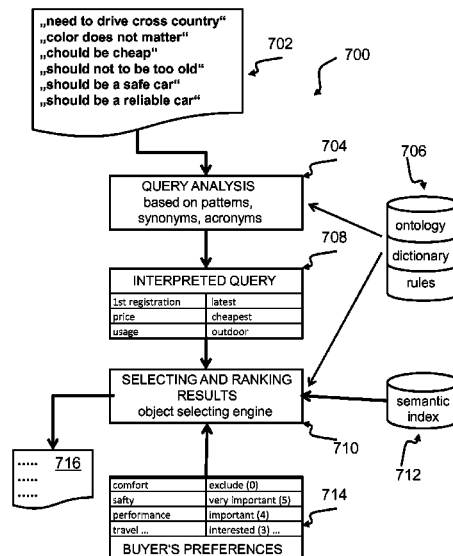 „need to drive cross country“
„color does not matter“
„chould be cheap“
„should not to be too old“
„should be a safe car“
„should be a reliable car“
702
700
704
QUERY ANALYSIS
based on patterns,
synonyms, acronyms
706
ontology
dictionary
rules
708
INTERPRETED QUERY
1st registration latest
price cheapest
usage outdoor
SELECTING AND RANKING
RESULTS
object selecting engine
710
semantic
index
712
..... 716
.....
.....
714
comfort exclude (0)
safty very important (5)
performance important (4)
travel ... interested (3) ...
BUYER'S PREFERENCES